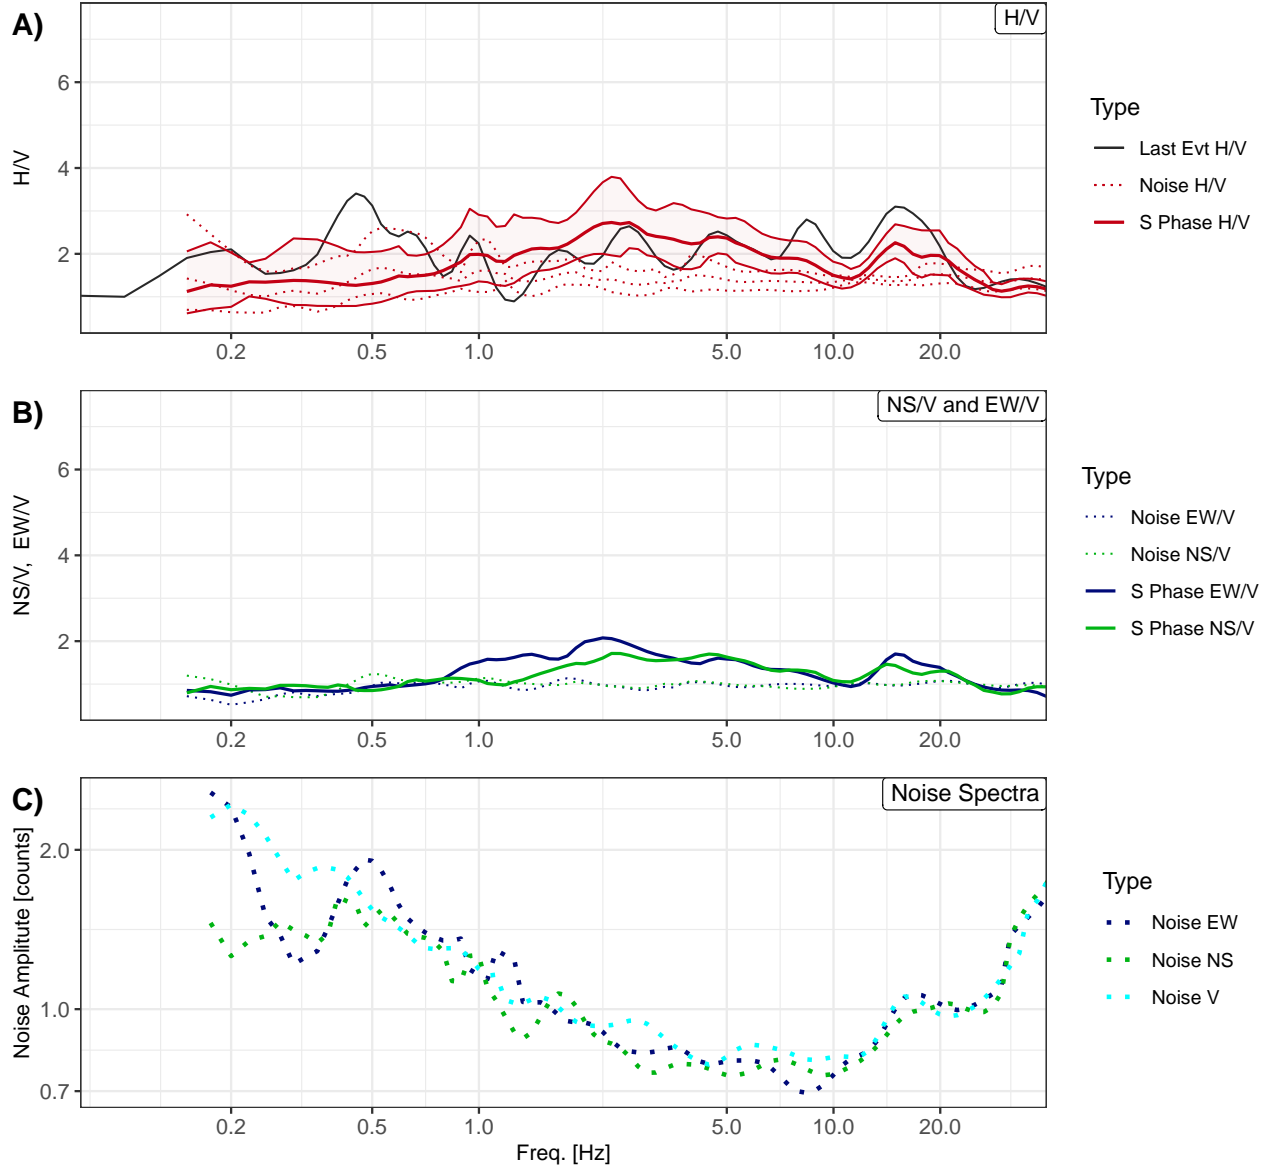 A)
H/V
6
4
2
H/V
0.2 0.5 1.0 5.0 10.0 20.0
Type
Last Evt H/V
Noise H/V
S Phase H/V
B)
NS/V and EW/V
6
4
2
NS/V, EW/V
0.2 0.5 1.0 5.0 10.0 20.0
Type
Noise EW/V
Noise NS/V
S Phase EW/V
S Phase NS/V
C)
Noise Spectra
2.0
1.0
0.7
Noise Amplitute [counts]
0.2 0.5 1.0 5.0 10.0 20.0
Freq. [Hz]
Type
Noise EW
Noise NS
Noise V